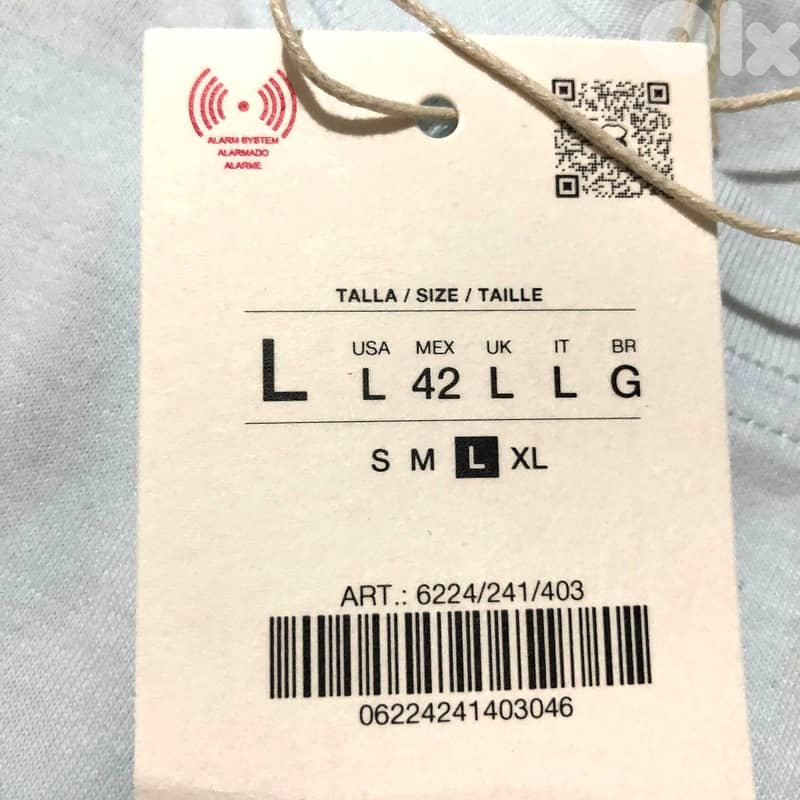 OLX
ALARM SYSTEM
ALARMADO
ALARME
TALLA / SIZE / TAILLE
L
USA MEX UK IT BR
L 42 L L G
S M L XL
ART.: 6224/241/403
06224241403046